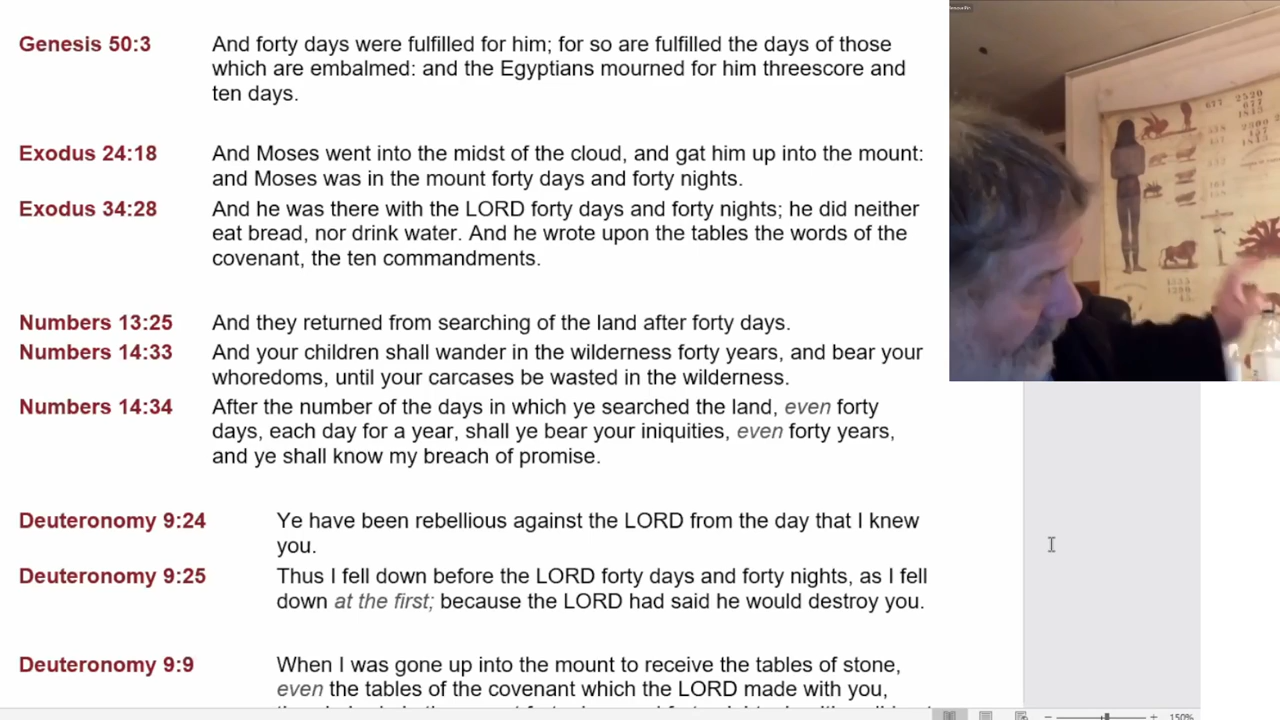 Genesis 50:3 And forty days were fulfilled for him; for so are fulfilled the days of those
which are embalmed: and the Egyptians mourned for him threescore and
ten days.
Exodus 24:18 And Moses went into the midst of the cloud, and gat him up into the mount:
and Moses was in the mount forty days and forty nights.
Exodus 34:28 And he was there with the LORD forty days and forty nights; he did neither
eat bread, nor drink water. And he wrote upon the tables the words of the
covenant, the ten commandments.
Numbers 13:25 And they returned from searching of the land after forty days.
Numbers 14:33 And your children shall wander in the wilderness forty years, and bear your
whoredoms, until your carcases be wasted in the wilderness.
Numbers 14:34 After the number of the days in which ye searched the land, even forty
days, each day for a year, shall ye bear your iniquities, even forty years,
and ye shall know my breach of promise.
Deuteronomy 9:24 Ye have been rebellious against the LORD from the day that I knew
you.
Deuteronomy 9:25 Thus I fell down before the LORD forty days and forty nights, as I fell
down at the first; because the LORD had said he would destroy you.
Deuteronomy 9:9 When I was gone up into the mount to receive the tables of stone,
even the tables of the covenant which the LORD made with you,
677 2520
677
1843
2300
457
1843
150%